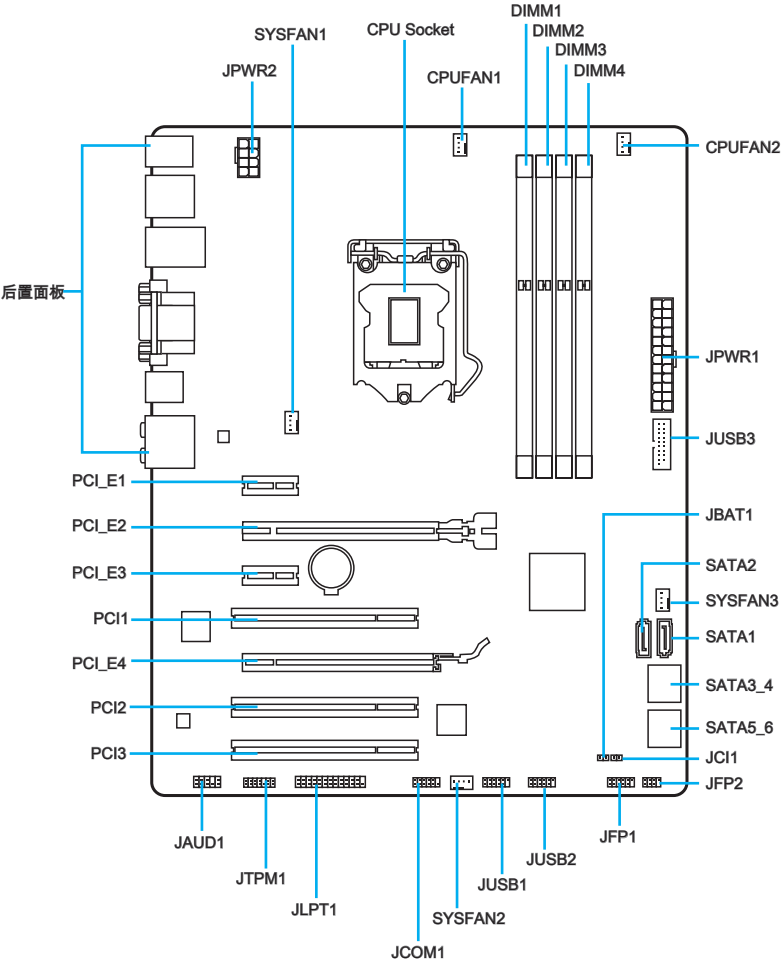 DIMM1
SYSFAN1
CPU Socket
DIMM2
DIMM3
JPWR2
CPUFAN1
DIMM4
CPUFAN2
后置面板
JPWR1
JUSB3
PCI_E1
JBAT1
PCI_E2
SATA2
PCI_E3
SYSFAN3
PCI1
SATA1
PCI_E4
SATA3_4
PCI2
SATA5_6
PCI3
JCI1
JFP2
JAUD1
JFP1
JTPM1
JUSB2
JUSB1
JLPT1
SYSFAN2
JCOM1